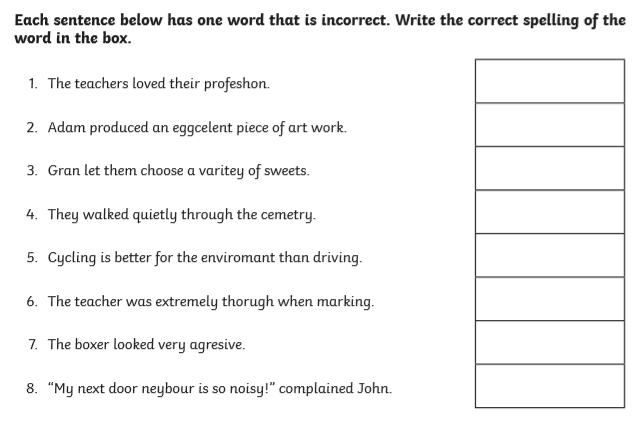 Each sentence below has one word that is incorrect. Write the correct spelling of the
word in the box.
1. The teachers loved their profeshon.
2. Adam produced an eggcelent piece of art work.
3. Gran let them choose a varitey of sweets.
4. They walked quietly through the cemetry.
5. Cycling is better for the enviromant than driving.
6. The teacher was extremely thorugh when marking.
7. The boxer looked very agresive.
8. “My next door neybour is so noisy!” complained John.